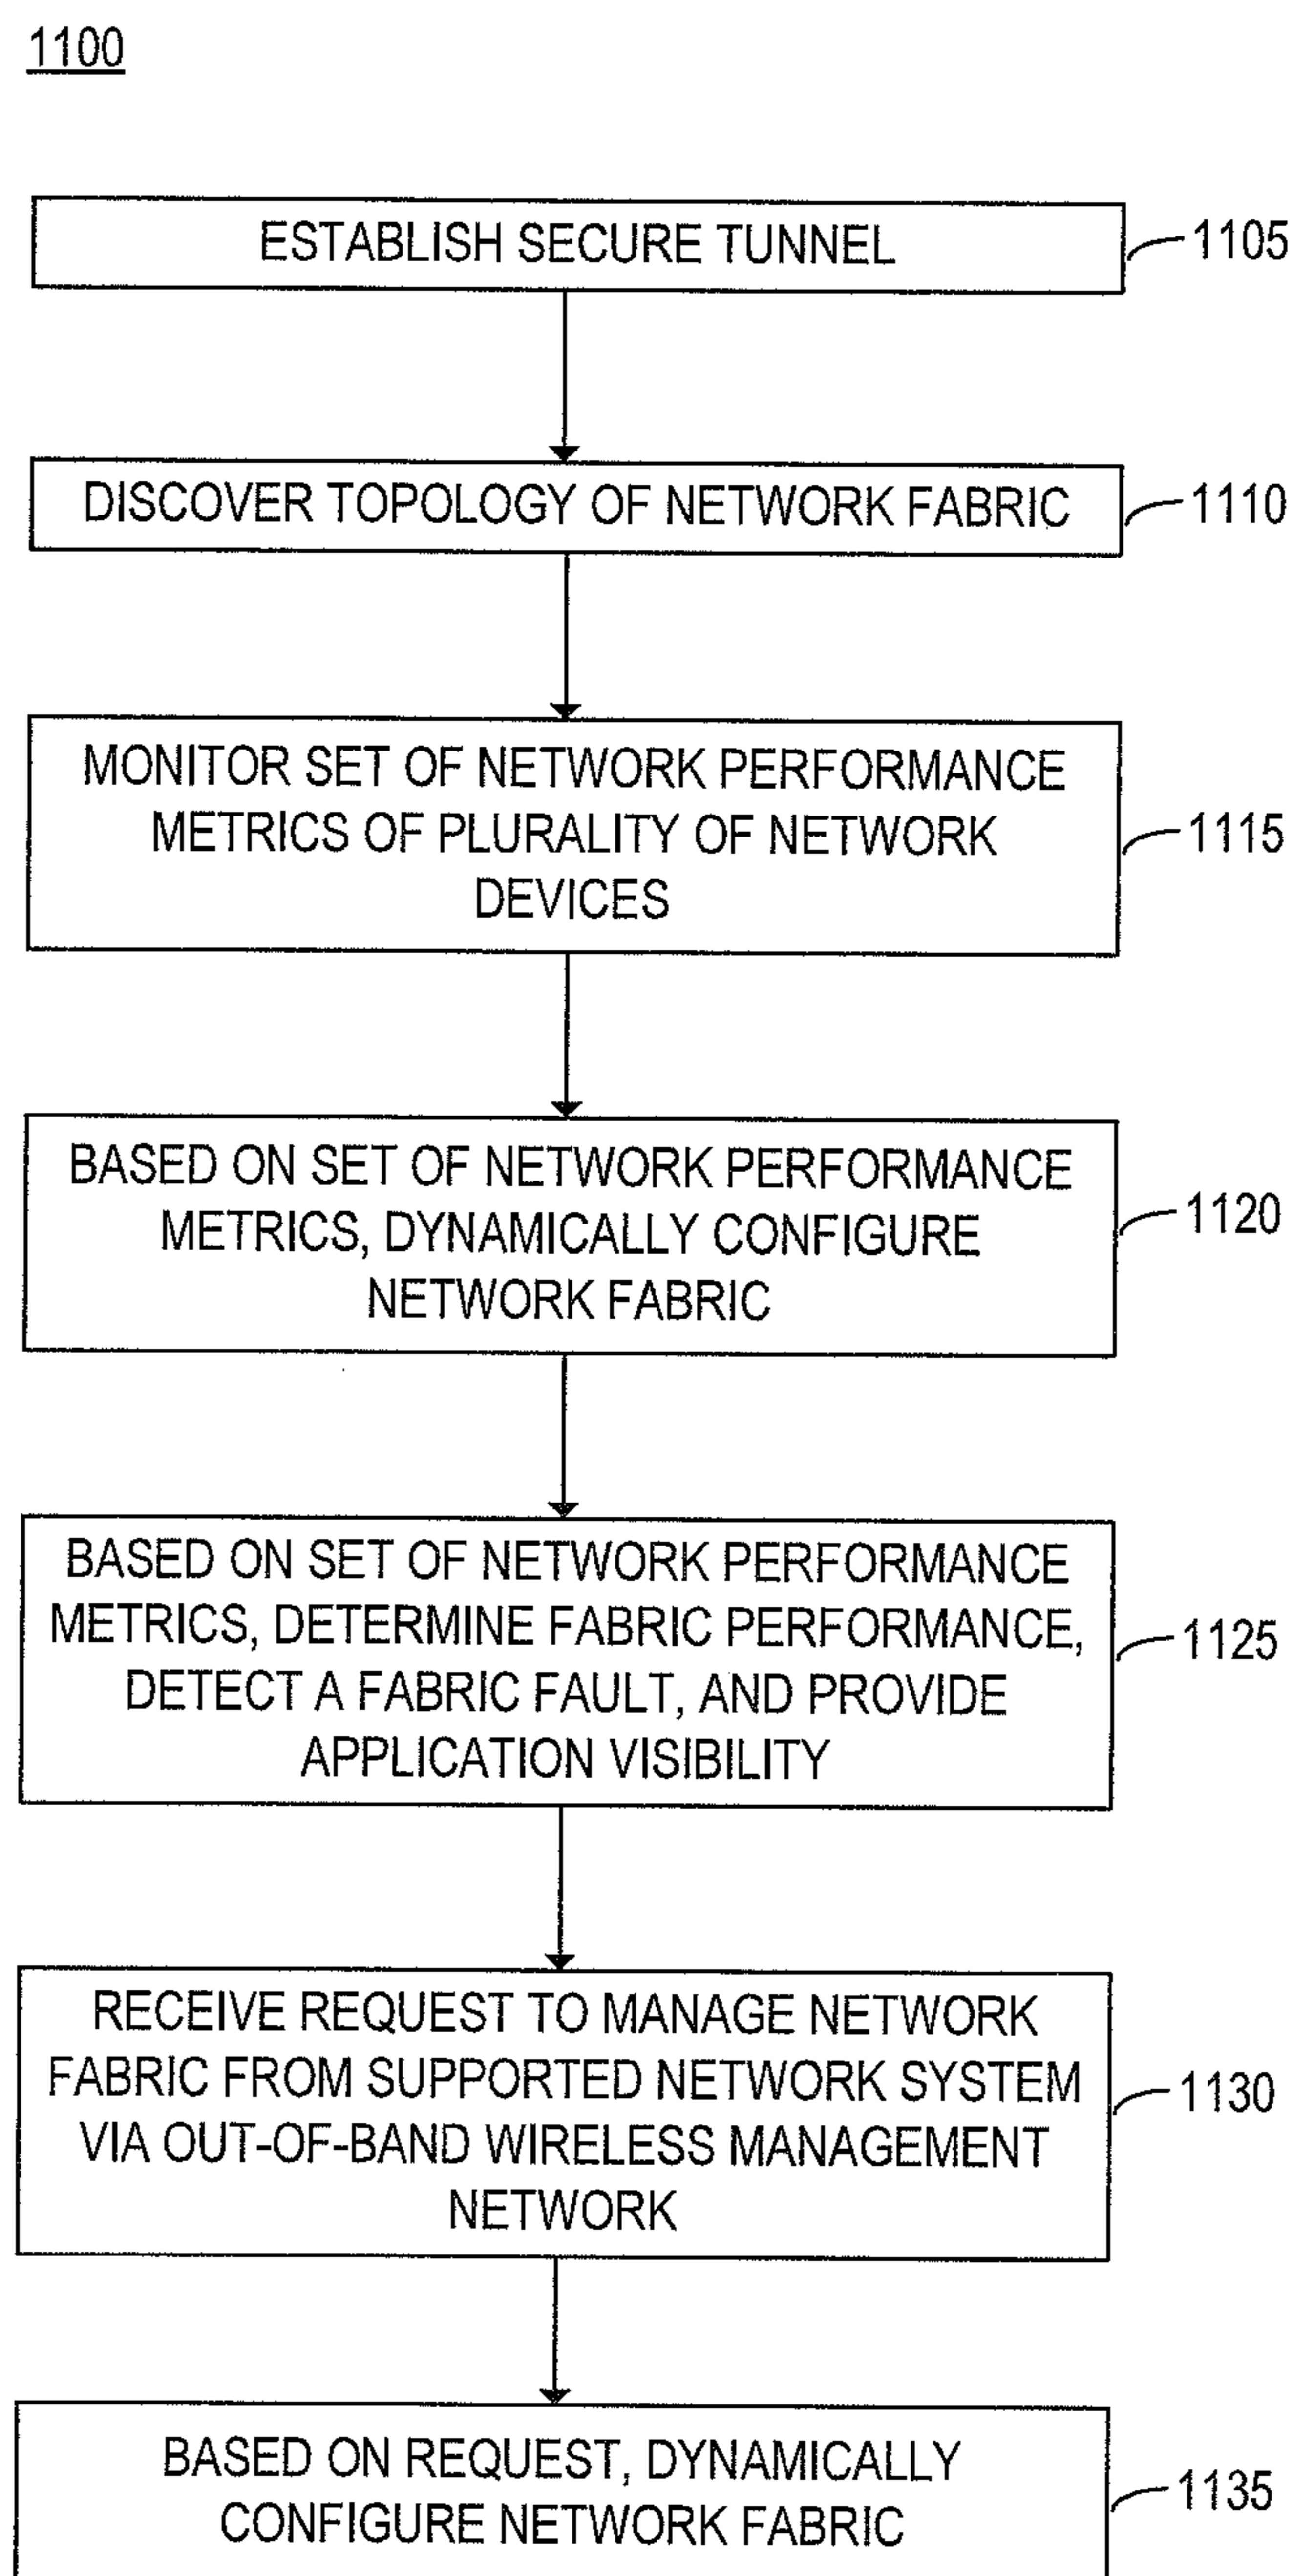 1100
ESTABLISH SECURE TUNNEL
1105
DISCOVER TOPOLOGY OF NETWORK FABRIC
1110
MONITOR SET OF NETWORK PERFORMANCE
METRICS OF PLURALITY OF NETWORK
DEVICES
1115
BASED ON SET OF NETWORK PERFORMANCE
METRICS, DYNAMICALLY CONFIGURE
NETWORK FABRIC
1120
BASED ON SET OF NETWORK PERFORMANCE
METRICS, DETERMINE FABRIC PERFORMANCE,
DETECT A FABRIC FAULT, AND PROVIDE
APPLICATION VISIBILITY
1125
RECEIVE REQUEST TO MANAGE NETWORK
FABRIC FROM SUPPORTED NETWORK SYSTEM
VIA OUT-OF-BAND WIRELESS MANAGEMENT
NETWORK
1130
BASED ON REQUEST, DYNAMICALLY
CONFIGURE NETWORK FABRIC
1135